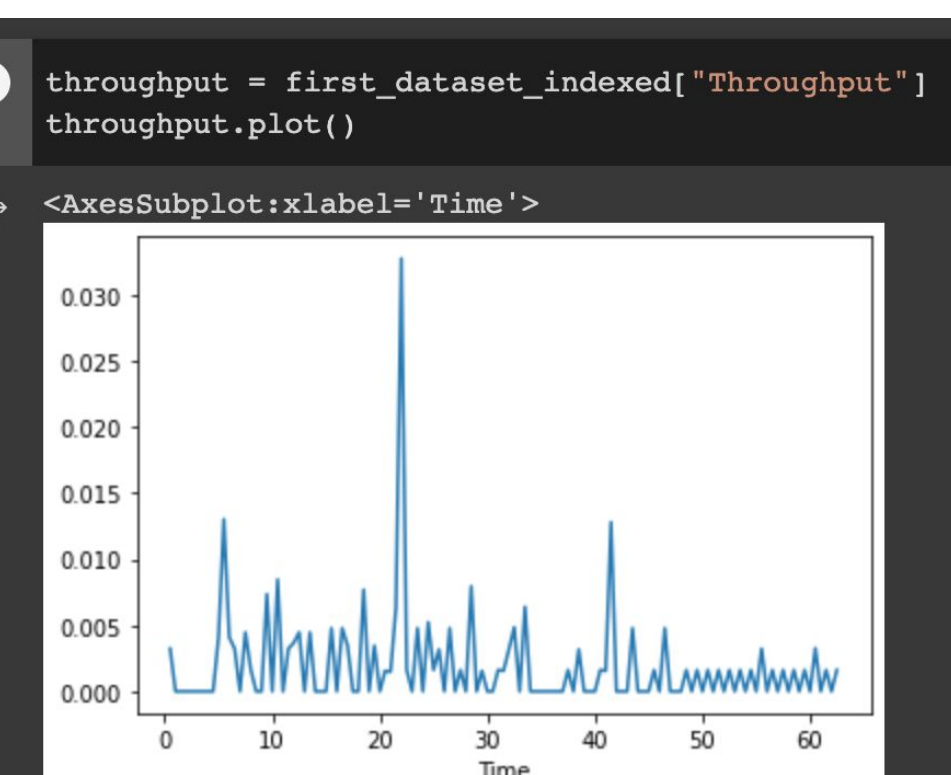 throughput = first_dataset_indexed["Throughput"]
throughput.plot()
<AxesSubplot:xlabel='Time'>
0.030
0.025
0.020
0.015
0.010
0.005
0.000
0 10 20 30 40 50 60
Time